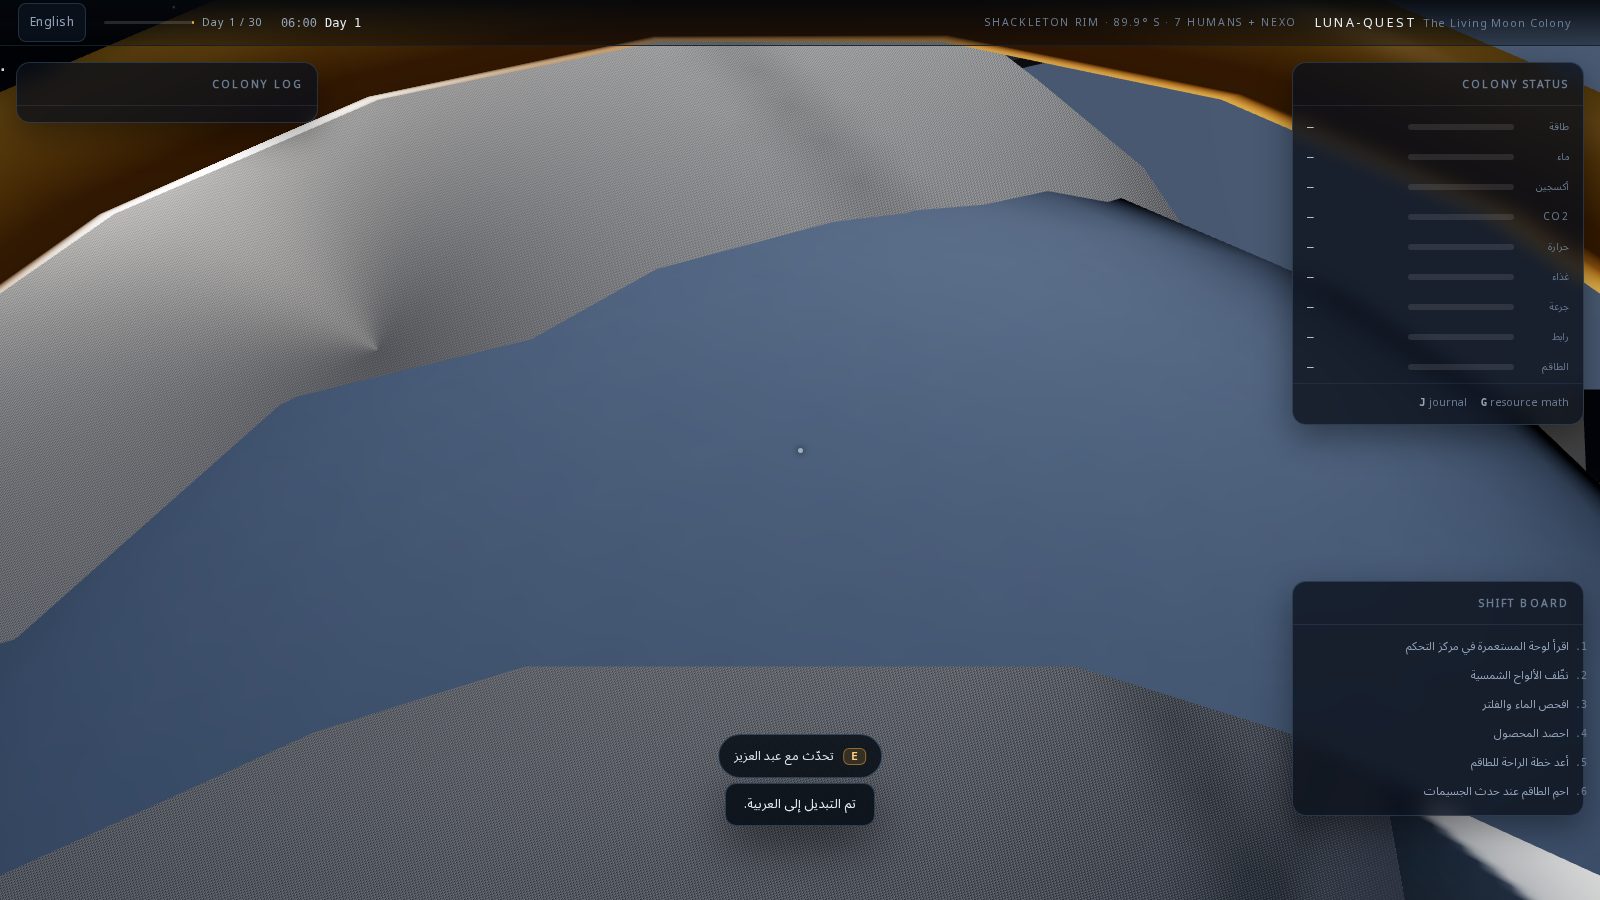 English
Day 1 / 30
06:00 Day 1
SHACKLETON RIM · 89.9° S · 7 HUMANS + NEXO
LUNA-QUEST The Living Moon Colony
COLONY LOG
COLONY STATUS
طاقة —
ماء —
أكسجين —
CO2 —
حرارة —
غذاء —
جرعة —
رابط —
الطاقم —
J journal G resource math
SHIFT BOARD
1. اقرأ لوحة المستعمرة في مركز التحكم
2. نظّف الألواح الشمسية
3. افحص الماء والفلتر
4. احصد المحصول
5. أعد خطة الراحة للطاقم
6. احمِ الطاقم عند حدث الجسيمات
E تحدّث مع عبد العزيز
تم التبديل إلى العربية.